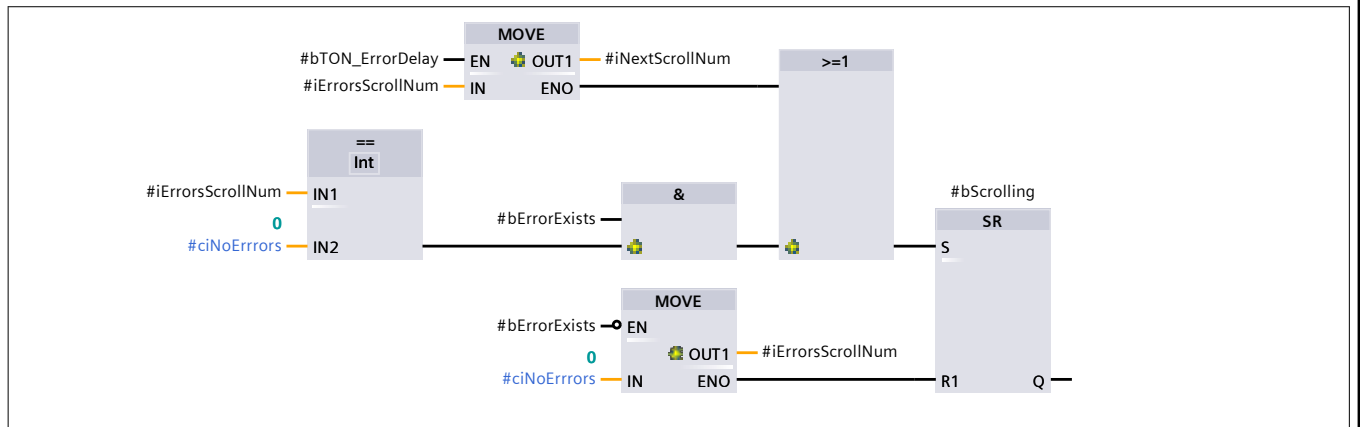 MOVE
#bTON_ErrorDelay EN OUT1 #iNextScrollNum
#iErrorsScrollNum IN ENO
>=1
==
Int
#iErrorsScrollNum IN1
0
#ciNoErrrors IN2
&
#bErrorExists
#bScrolling
SR
S
MOVE
#bErrorExists EN
0 OUT1 #iErrorsScrollNum
#ciNoErrrors IN ENO
R1 Q